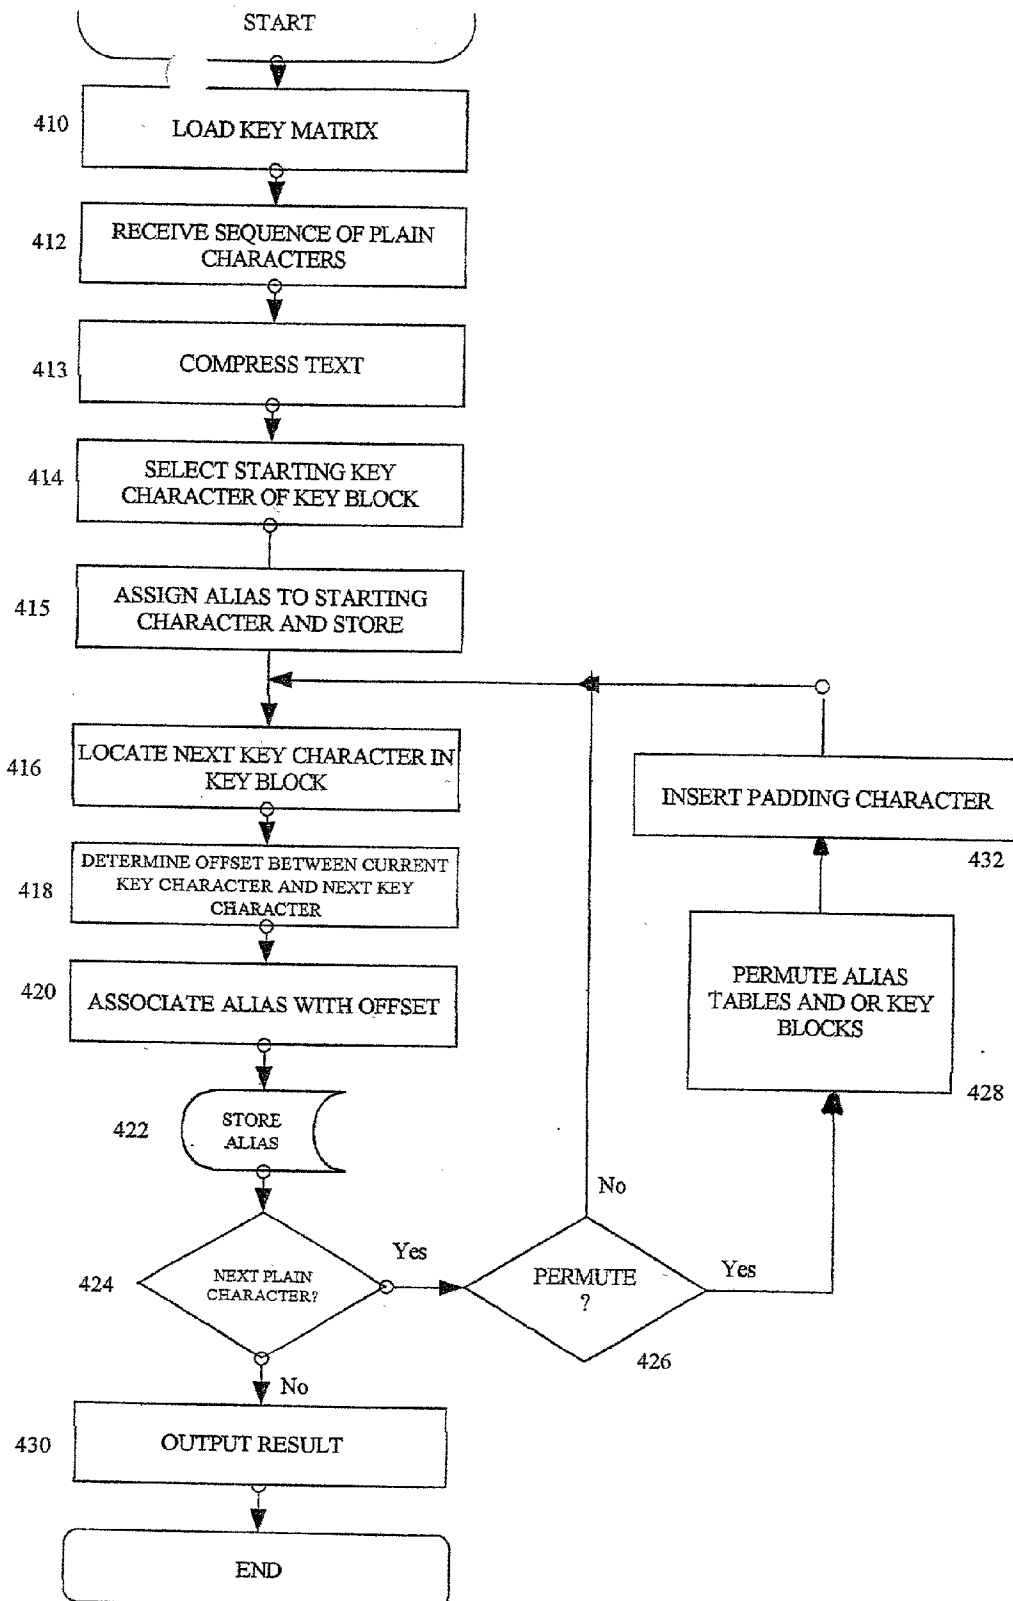 START
410
LOAD KEY MATRIX
412
RECEIVE SEQUENCE OF PLAIN
CHARACTERS
413
COMPRESS TEXT
414
SELECT STARTING KEY
CHARACTER OF KEY BLOCK
415
ASSIGN ALIAS TO STARTING
CHARACTER AND STORE
416
LOCATE NEXT KEY CHARACTER IN
KEY BLOCK
INSERT PADDING CHARACTER
432
418
DETERMINE OFFSET BETWEEN CURRENT
KEY CHARACTER AND NEXT KEY
CHARACTER
420
ASSOCIATE ALIAS WITH OFFSET
PERMUTE ALIAS
TABLES AND OR KEY
BLOCKS
428
422
STORE
ALIAS
424
NEXT PLAIN
CHARACTER?
Yes
No
PERMUTE
?
Yes
426
No
430
OUTPUT RESULT
END